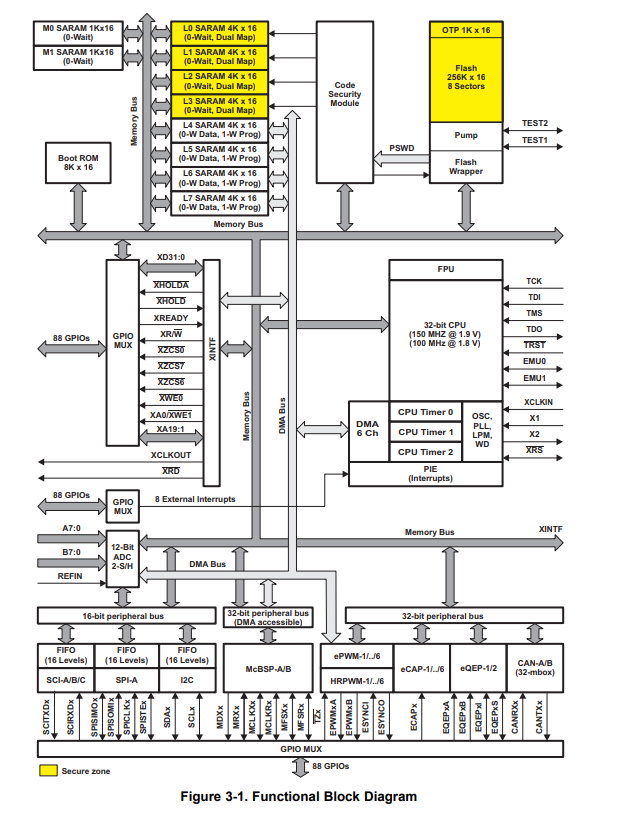 M0 SARAM 1Kx16
(0-Wait)
M1 SARAM 1Kx16
(0-Wait)
L0 SARAM 4K x 16
(0-Wait, Dual Map)
L1 SARAM 4K x 16
(0-Wait, Dual Map)
L2 SARAM 4K x 16
(0-Wait, Dual Map)
L3 SARAM 4K x 16
(0-Wait, Dual Map)
L4 SARAM 4K x 16
(0-W Data, 1-W Prog)
L5 SARAM 4K x 16
(0-W Data, 1-W Prog)
L6 SARAM 4K x 16
(0-W Data, 1-W Prog)
L7 SARAM 4K x 16
(0-W Data, 1-W Prog)
Memory Bus
Code
Security
Module
OTP 1K x 16
Flash
256K x 16
8 Sectors
Pump
Flash
Wrapper
TEST2
TEST1
PSWD
Boot ROM
8K x 16
Memory Bus
XD31:0
XHOLDA
XHOLD
XREADY
XR/W
XZCS0
XZCS7
XZCS6
XWE0
XA0/XWE1
XA19:1
XCLKOUT
XRD
88 GPIOs
GPIO
MUX
XINTF
Memory Bus
DMA Bus
FPU
32-bit CPU
(150 MHZ @ 1.9 V)
(100 MHz @ 1.8 V)
TCK
TDI
TMS
TDO
TRST
EMU0
EMU1
DMA
6 Ch
CPU Timer 0
CPU Timer 1
CPU Timer 2
OSC,
PLL,
LPM,
WD
XCLKIN
X1
X2
XRS
PIE
(Interrupts)
88 GPIOs
GPIO
MUX
8 External Interrupts
A7:0
B7:0
REFIN
12-Bit
ADC
2-S/H
Memory Bus
XINTF
DMA Bus
16-bit peripheral bus
32-bit peripheral bus
(DMA accessible)
32-bit peripheral bus
FIFO
(16 Levels)
FIFO
(16 Levels)
FIFO
(16 Levels)
SCI-A/B/C
SPI-A
I2C
McBSP-A/B
ePWM-1/../6
HRPWM-1/../6
eCAP-1/../6
eQEP-1/2
CAN-A/B
(32-mbox)
SCITXDx
SCIRXDx
SPISIMOx
SPISOMIx
SPICLKx
SPISTEx
SDAx
SCLx
MDXx
MRXx
MCLKXx
MCLKRx
MFSXx
MFSRx
TZx
EPWMxA
EPWMxB
ESYNCI
ESYNCO
ECAPx
EQEPxA
EQEPxB
EQEPxI
EQEPxS
CANRXx
CANTXx
GPIO MUX
88 GPIOs
Secure zone
Figure 3-1. Functional Block Diagram